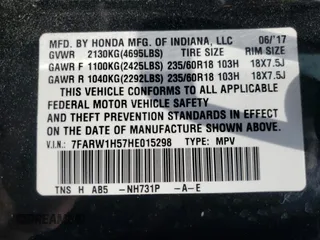 MFD. BY HONDA MFG. OF INDIANA, LLC 06/'17
GVWR 2130KG(4695LBS) TIRE SIZE RIM SIZE
GAWR F 1100KG(2425LBS) 235/60R18 103H 18X7.5J
GAWR R 1040KG(2292LBS) 235/60R18 103H 18X7.5J
THIS VEHICLE CONFORMS TO ALL APPLICABLE
FEDERAL MOTOR VEHICLE SAFETY, BUMPER, AND
THEFT PREVENTION STANDARDS IN EFFECT ON THE
DATE OF MANUFACTURE SHOWN ABOVE.
VIN: 7FARW1H57HE015298 TYPE: MPV
TNS H AB5 -NH731P -A-E